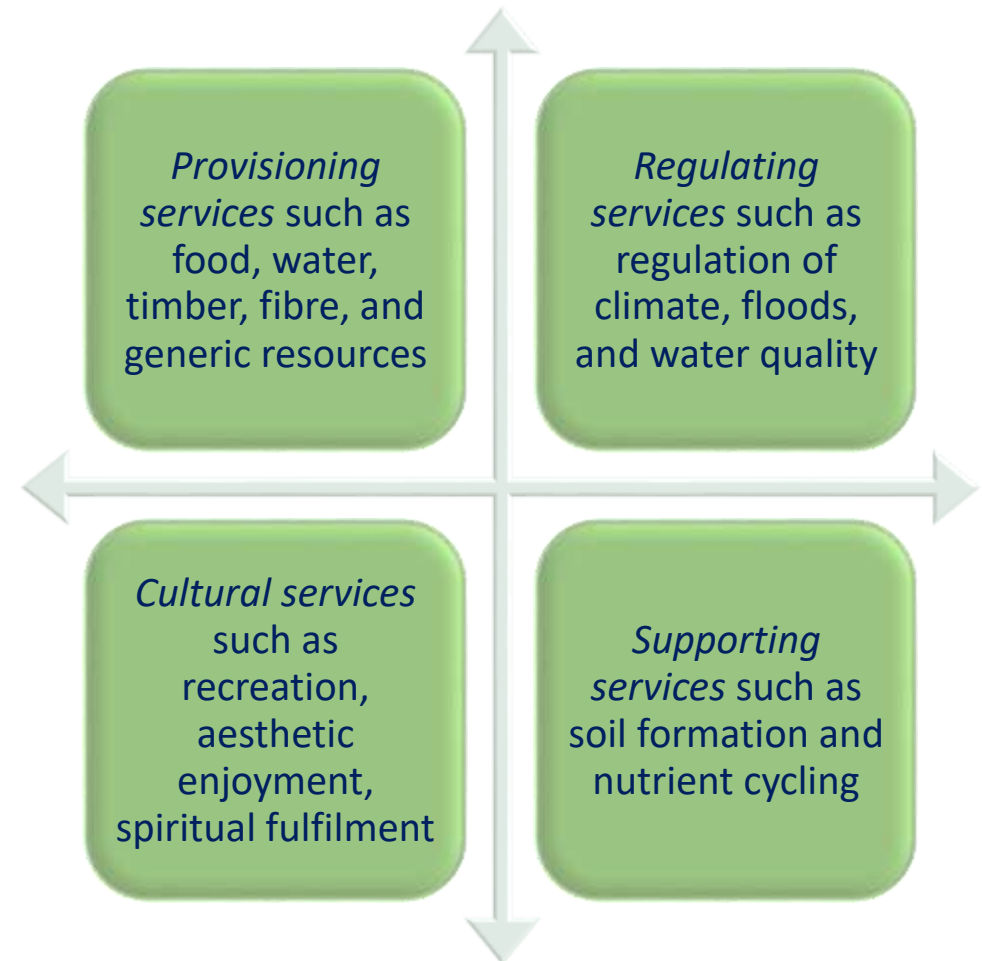 Provisioning
services such as
food, water,
timber, fibre, and
generic resources
Regulating
services such as
regulation of
climate, floods,
and water quality
Cultural services
such as
recreation,
aesthetic
enjoyment,
spiritual fulfilment
Supporting
services such as
soil formation and
nutrient cycling